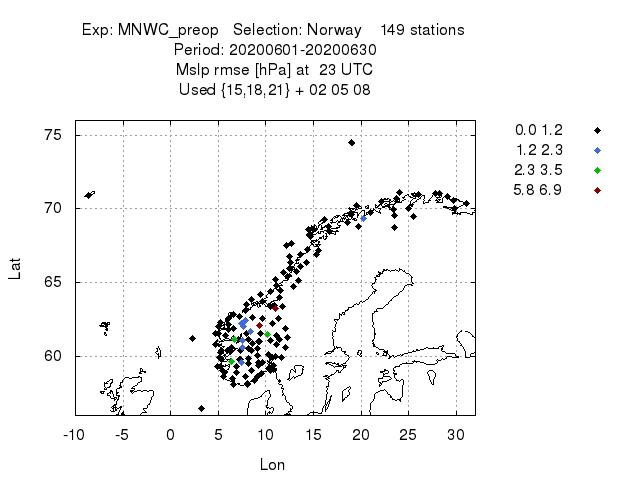 Exp: MNWC_preop Selection: Norway 149 stations
Period: 20200601-20200630
Mslp rmse [hPa] at 23 UTC
Used {15,18,21} + 02 05 08
0.0 1.2
1.2 2.3
2.3 3.5
5.8 6.9
75
70
65
60
Lat
-10 -5 0 5 10 15 20 25 30
Lon